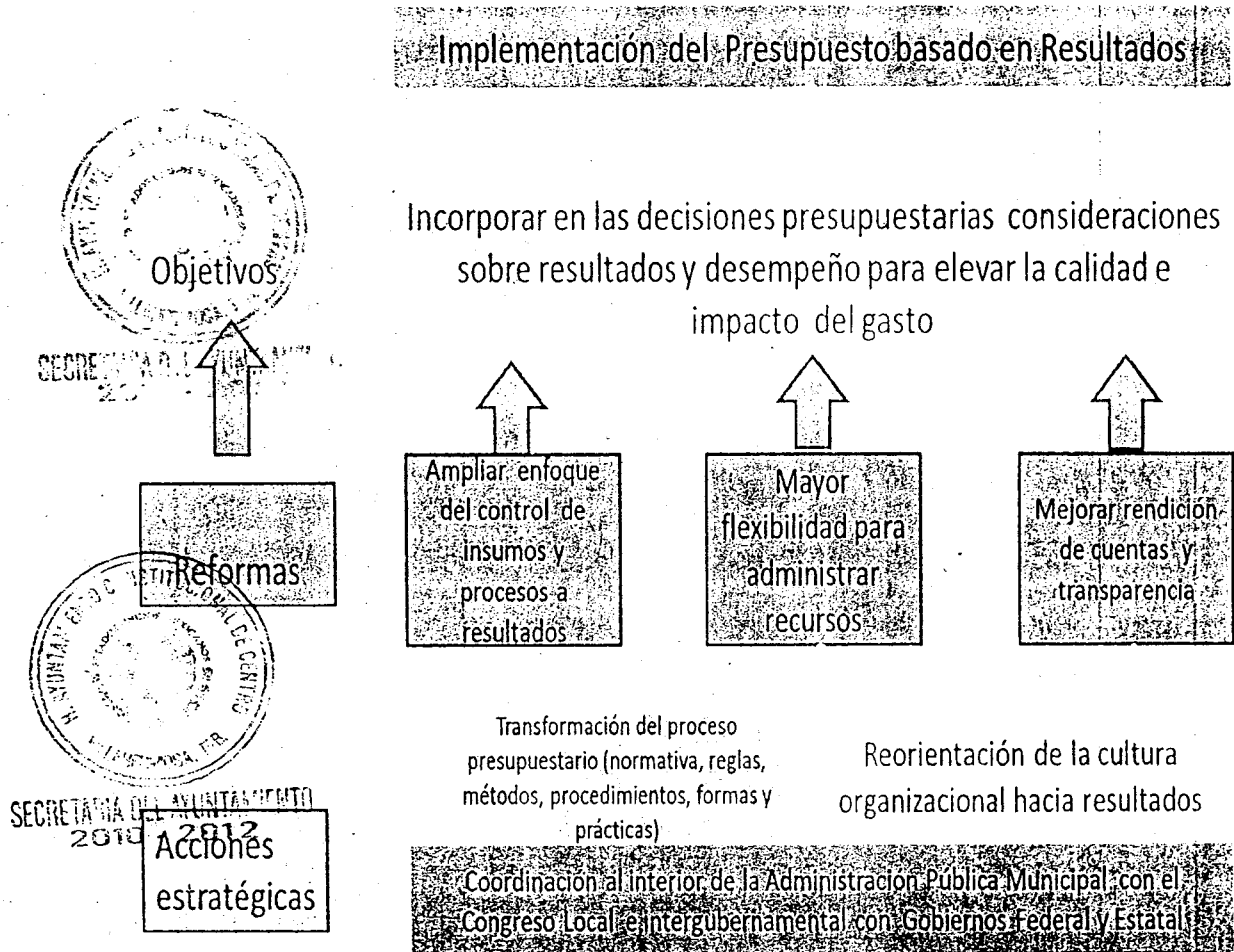 Implementación del Presupuesto basado en Resultados
Objetivos
Incorporar en las decisiones presupuestarias consideraciones
sobre resultados y desempeño para elevar la calidad e
impacto del gasto
Reformas
Ampliar enfoque
del control de
insumos y
procesos a
resultados
Mayor
flexibilidad para
administrar
recursos
Mejorar rendición
de cuentas y
transparencia
H. AYUNTAMIENTO CONSTITUCIONAL DE CENTRO
SECRETARIA DEL AYUNTAMIENTO
2010 - 2012
Acciones
estratégicas
Transformación del proceso
presupuestario (normativa, reglas,
métodos, procedimientos, formas y
prácticas)
Reorientación de la cultura
organizacional hacia resultados
Coordinación al interior de la Administración Pública Municipal con el
Congreso Local e intergubernamental con Gobiernos Federal y Estatal